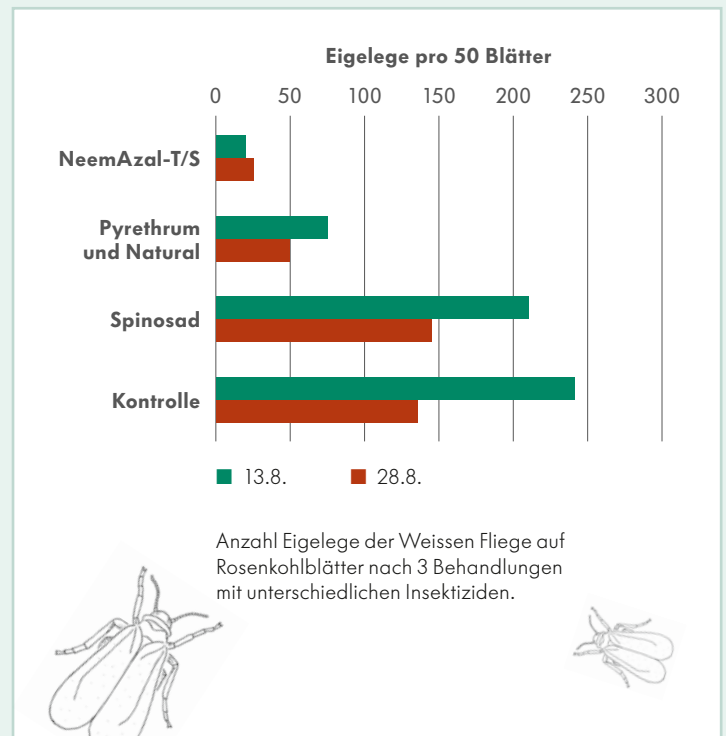 Eigelege pro 50 Blätter
0 50 100 150 200 250 300
NeemAzal-T/S
Pyrethrum
und Natural
Spinosad
Kontrolle
13.8. 28.8.
Anzahl Eigelege der Weissen Fliege auf
Rosenkohlblätter nach 3 Behandlungen
mit unterschiedlichen Insektiziden.